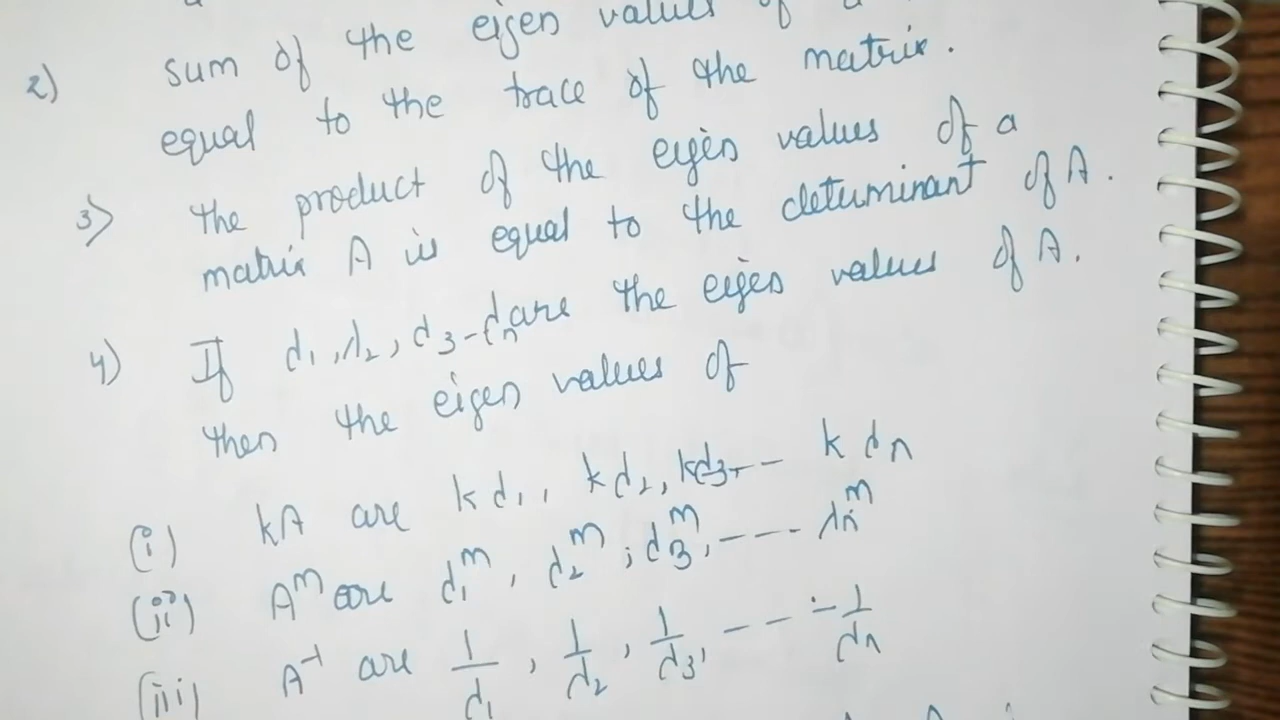 2) sum of the eigen values of a
equal to the trace of the matrix.
3) the product of the eigen values of a
matrix A is equal to the determinant of A.
4) If λ1, λ2, λ3 - λn are the eigen values of A.
then the eigen values of
(i) kA are kλ1, kλ2, kλ3, -- kλn
(ii) A^m are λ1^m, λ2^m, λ3^m, ---- λn^m
(iii) A^-1 are 1/λ1, 1/λ2, 1/λ3, ---- 1/λn